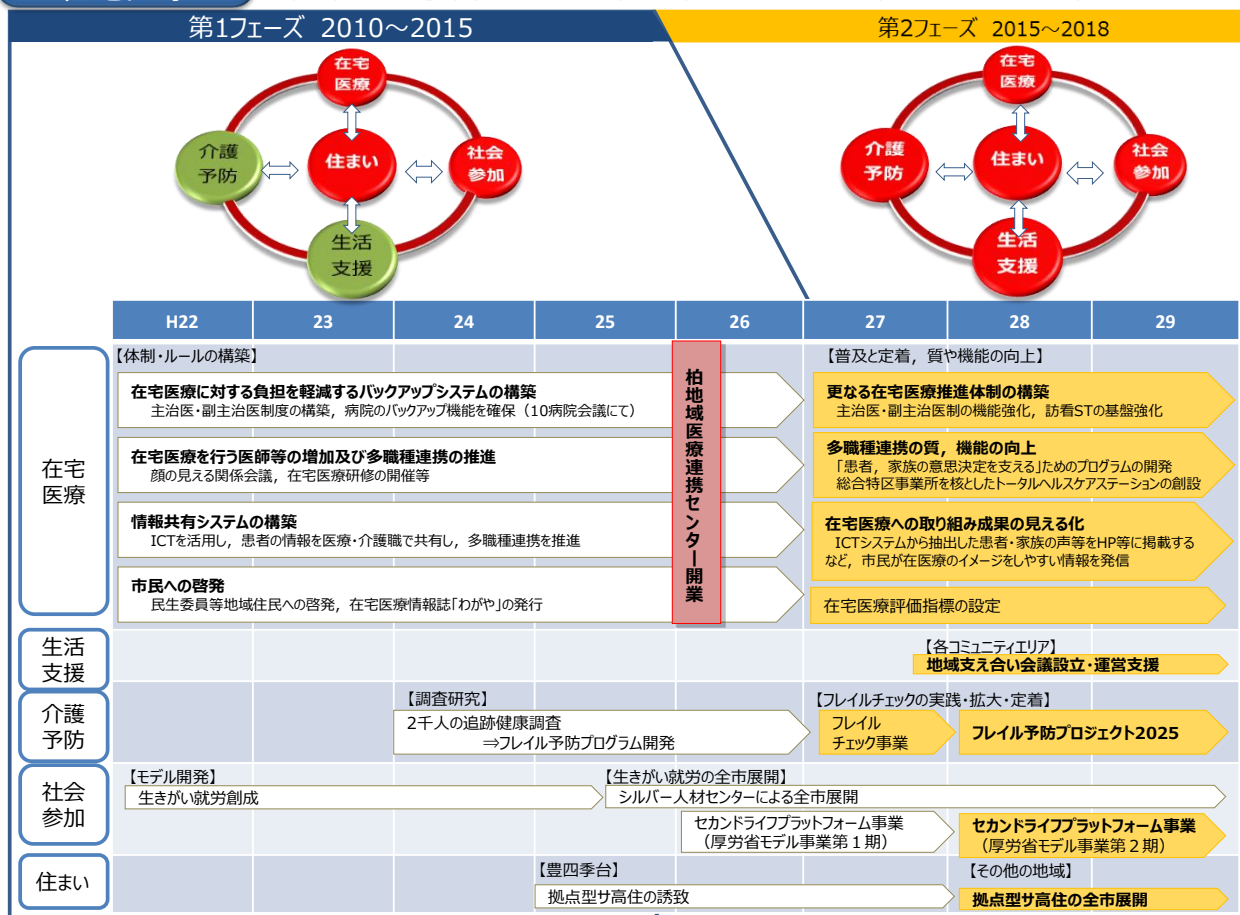 第1フェーズ 2010～2015
第2フェーズ 2015～2018
在宅
医療
介護
予防
住まい
社会
参加
生活
支援
在宅
医療
介護
予防
住まい
社会
参加
生活
支援
H22 23 24 25 26 27 28 29
在宅
医療
【体制・ルールの構築】
在宅医療に対する負担を軽減するバックアップシステムの構築
主治医・副主治医制度の構築，病院のバックアップ機能を確保（10病院会議にて）
在宅医療を行う医師等の増加及び多職種連携の推進
顔の見える関係会議，在宅医療研修の開催等
情報共有システムの構築
ICTを活用し，患者の情報を医療・介護職で共有し，多職種連携を推進
市民への啓発
民生委員等地域住民への啓発，在宅医療情報誌「わがや」の発行
柏地域医療連携センター開業
【普及と定着，質や機能の向上】
更なる在宅医療推進体制の構築
主治医・副主治医制の機能強化，訪看STの基盤強化
多職種連携の質，機能の向上
「患者，家族の意思決定を支える」ためのプログラムの開発
総合特区事業所を核としたトータルヘルスケアステーションの創設
在宅医療への取り組み成果の見える化
ICTシステムから抽出した患者・家族の声等をHP等に掲載する
など，市民が在医療のイメージをしやすい情報を発信
在宅医療評価指標の設定
生活
支援
【各コミュニティエリア】
地域支え合い会議設立・運営支援
介護
予防
【調査研究】
2千人の追跡健康調査
⇒フレイル予防プログラム開発
【フレイルチェックの実践・拡大・定着】
フレイル
チェック事業
フレイル予防プロジェクト2025
社会
参加
【モデル開発】
生きがい就労創成
【生きがい就労の全市展開】
シルバー人材センターによる全市展開
セカンドライフプラットフォーム事業
（厚労省モデル事業第１期）
セカンドライフプラットフォーム事業
（厚労省モデル事業第２期）
住まい
【豊四季台】
拠点型サ高住の誘致
【その他の地域】
拠点型サ高住の全市展開